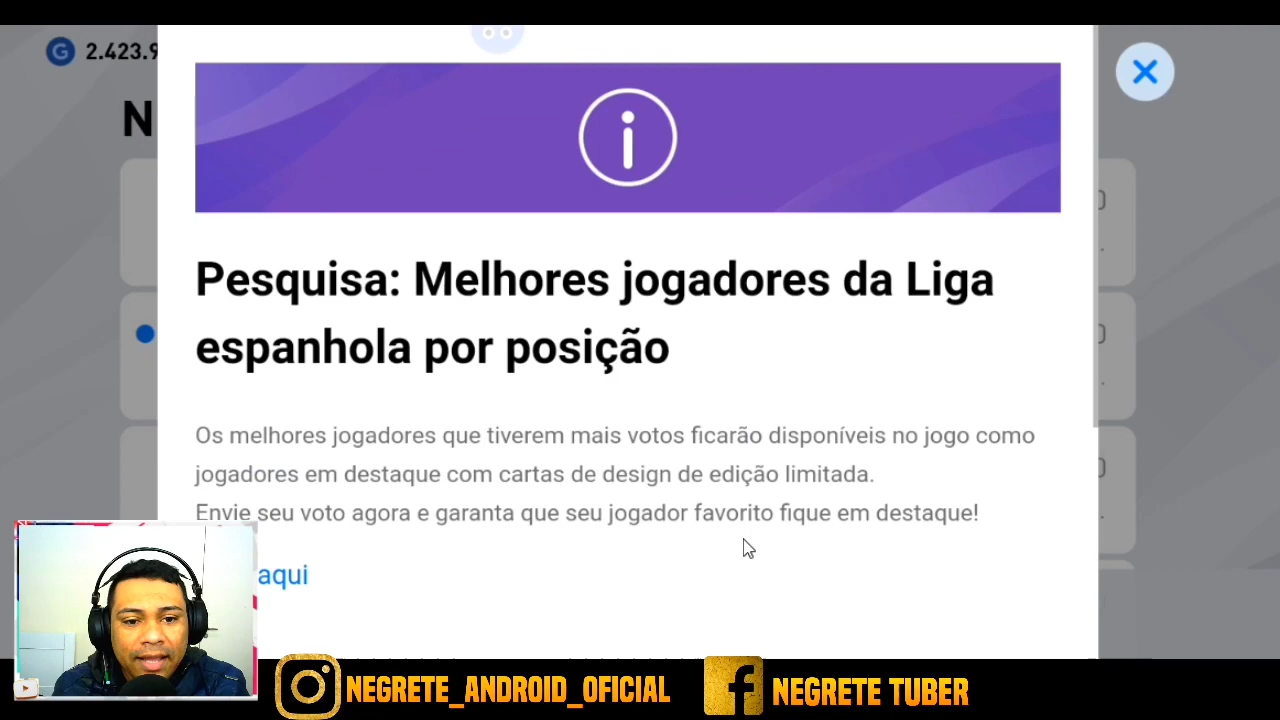 2.423.9
N
Pesquisa: Melhores jogadores da Liga
espanhola por posição
Os melhores jogadores que tiverem mais votos ficarão disponíveis no jogo como
jogadores em destaque com cartas de design de edição limitada.
Envie seu voto agora e garanta que seu jogador favorito fique em destaque!
aqui
NEGRETE_ANDROID_OFICIAL
NEGRETE TUBER